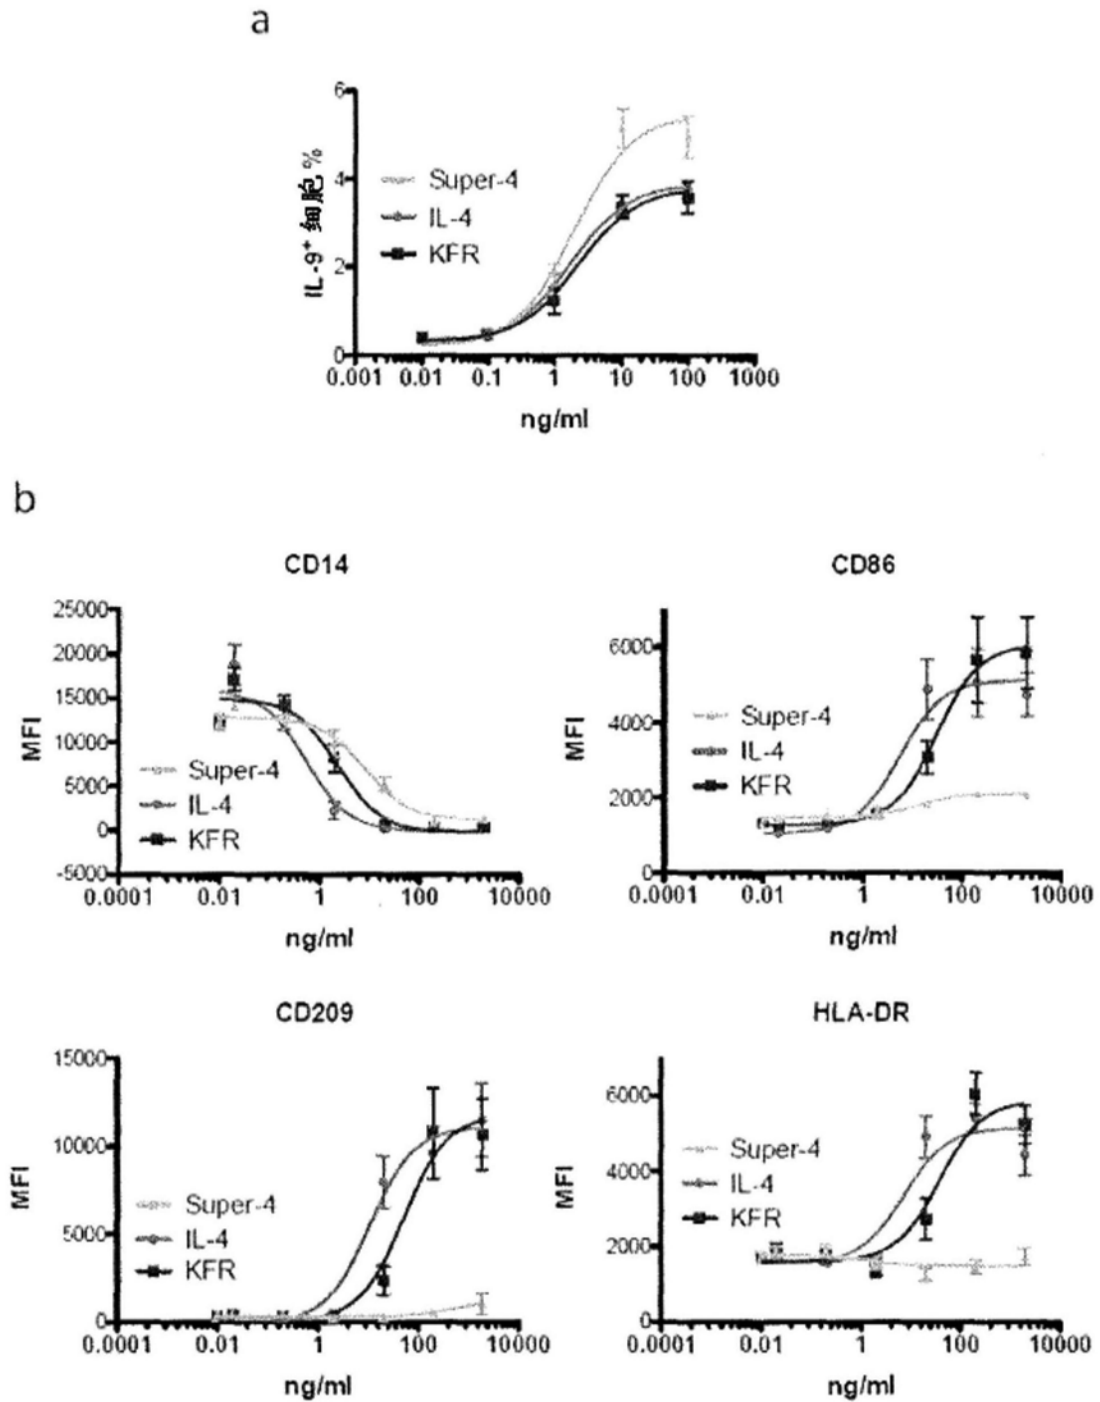 a
6
4
2
0
IL-9⁺ 细胞 %
Super-4
IL-4
KFR
0.001 0.01 0.1 1 10 100 1000
ng/ml
b
CD14
25000
20000
15000
10000
5000
0
-5000
MFI
Super-4
IL-4
KFR
0.0001 0.01 1 100 10000
ng/ml
CD86
6000
4000
2000
0
MFI
Super-4
IL-4
KFR
0.0001 0.01 1 100 10000
ng/ml
CD209
15000
10000
5000
0
MFI
Super-4
IL-4
KFR
0.0001 0.01 1 100 10000
ng/ml
HLA-DR
6000
4000
2000
0
MFI
Super-4
IL-4
KFR
0.0001 0.01 1 100 10000
ng/ml